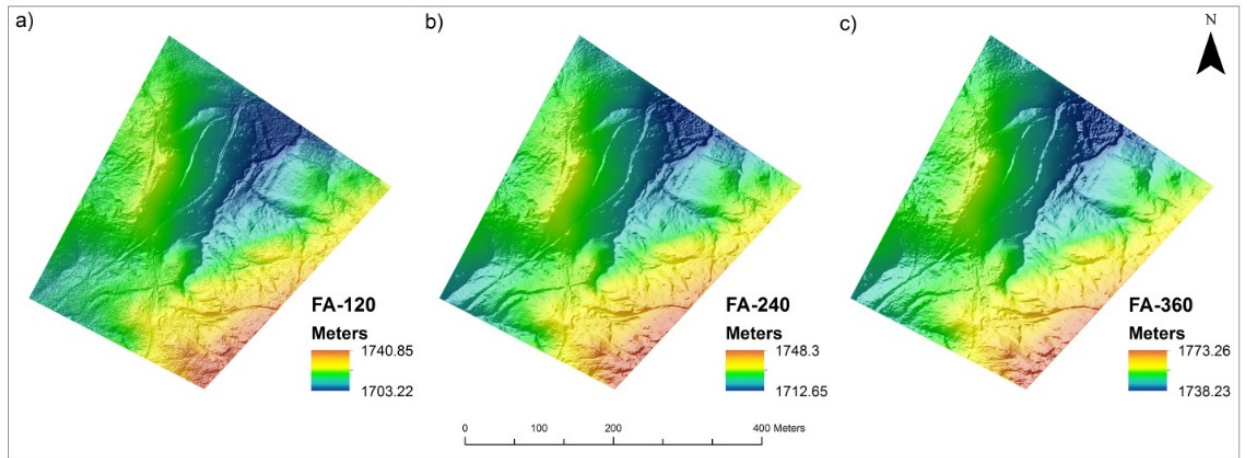 a)
b)
c)
N
FA-120
Meters
1740.85
1703.22
FA-240
Meters
1748.3
1712.65
FA-360
Meters
1773.26
1738.23
0 100 200 400 Meters